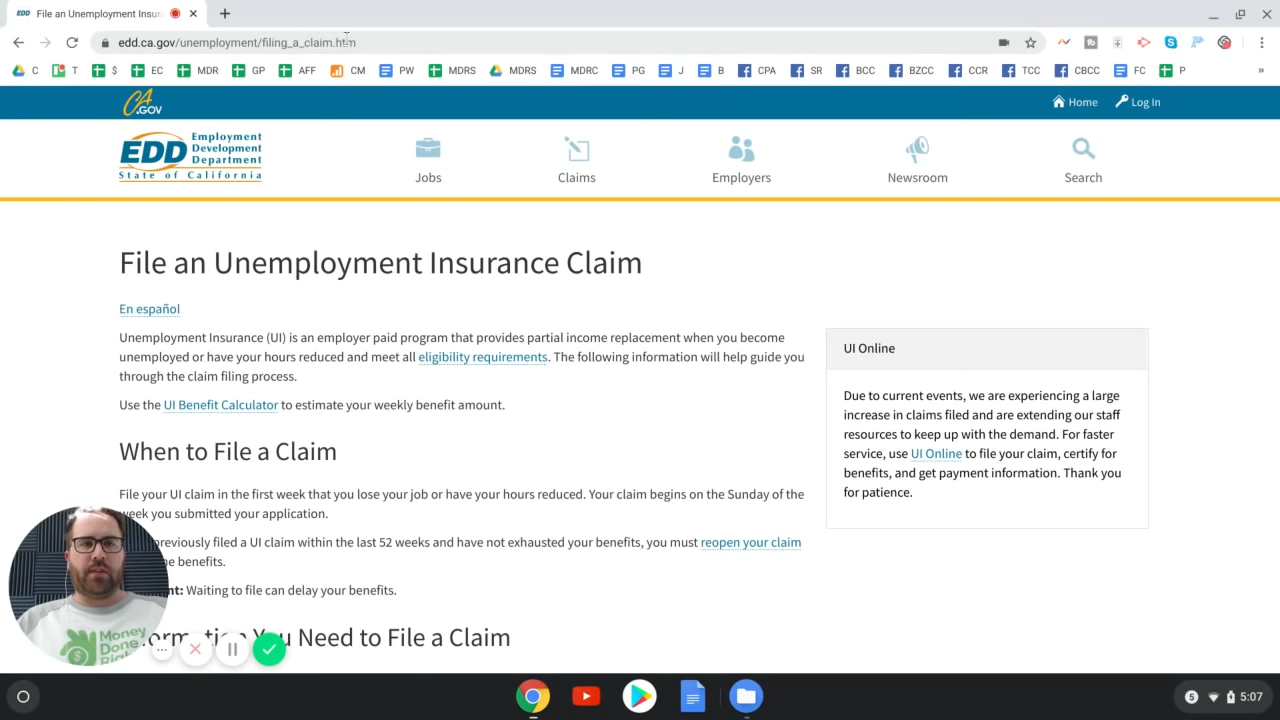 EDD File an Unemployment Insur
edd.ca.gov/unemployment/filing_a_claim.htm
C T $ EC MDR GP AFF CM PW MDRS MDRS MDRC PG J B CPA SR BCC BZCC CCR TCC CBCC FC P »
CA.GOV Home Log In
EDD Employment
Development
Department
State of California
Jobs Claims Employers Newsroom Search
File an Unemployment Insurance Claim
En español
Unemployment Insurance (UI) is an employer paid program that provides partial income replacement when you become
unemployed or have your hours reduced and meet all eligibility requirements. The following information will help guide you
through the claim filing process.
Use the UI Benefit Calculator to estimate your weekly benefit amount.
When to File a Claim
File your UI claim in the first week that you lose your job or have your hours reduced. Your claim begins on the Sunday of the
week you submitted your application.
previously filed a UI claim within the last 52 weeks and have not exhausted your benefits, you must reopen your claim
benefits.
Waiting to file can delay your benefits.
You Need to File a Claim
UI Online
Due to current events, we are experiencing a large
increase in claims filed and are extending our staff
resources to keep up with the demand. For faster
service, use UI Online to file your claim, certify for
benefits, and get payment information. Thank you
for patience.
Money
Done
5 5:07